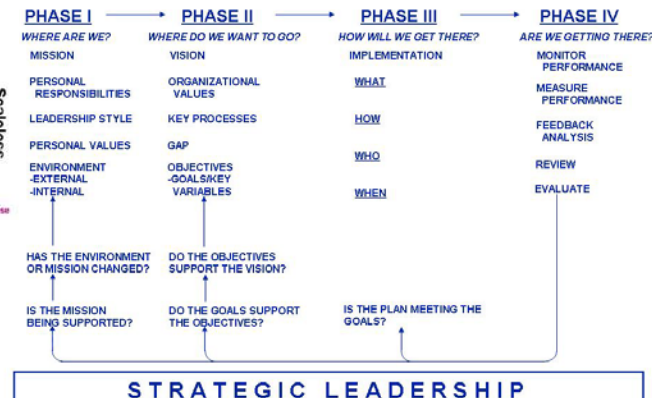 PHASE I
PHASE II
PHASE III
PHASE IV
WHERE ARE WE?
WHERE DO WE WANT TO GO?
HOW WILL WE GET THERE?
ARE WE GETTING THERE?
MISSION
PERSONAL
RESPONSIBILITIES
LEADERSHIP STYLE
PERSONAL VALUES
ENVIRONMENT
-EXTERNAL
-INTERNAL
HAS THE ENVIRONMENT
OR MISSION CHANGED?
IS THE MISSION
BEING SUPPORTED?
VISION
ORGANIZATIONAL
VALUES
KEY PROCESSES
GAP
OBJECTIVES
-GOALS/KEY
VARIABLES
DO THE OBJECTIVES
SUPPORT THE VISION?
DO THE GOALS SUPPORT
THE OBJECTIVES?
IMPLEMENTATION
WHAT
HOW
WHO
WHEN
IS THE PLAN MEETING THE
GOALS?
MONITOR
PERFORMANCE
MEASURE
PERFORMANCE
FEEDBACK
ANALYSIS
REVIEW
EVALUATE
STRATEGIC LEADERSHIP